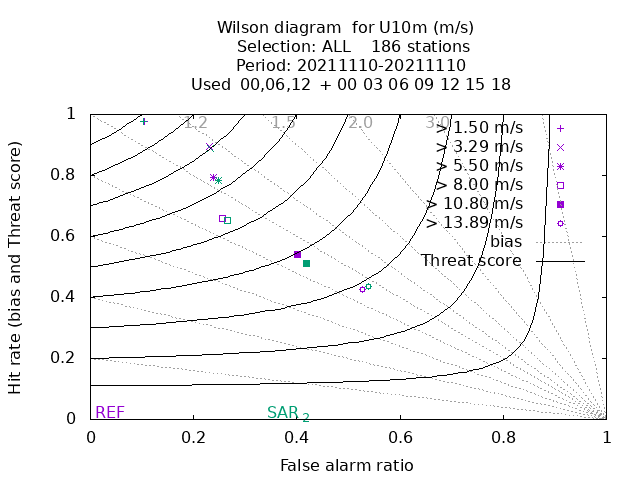 Wilson diagram for U10m (m/s)
Selection: ALL 186 stations
Period: 20211110-20211110
Used 00,06,12 + 00 03 06 09 12 15 18
Hit rate (bias and Threat score)
1
0.8
0.6
0.4
0.2
0
1.2 1.5 2.0 3.0
> 1.50 m/s
> 3.29 m/s
> 5.50 m/s
> 8.00 m/s
> 10.80 m/s
> 13.89 m/s
bias
Threat score
REF SAR 2
0 0.2 0.4 0.6 0.8 1
False alarm ratio